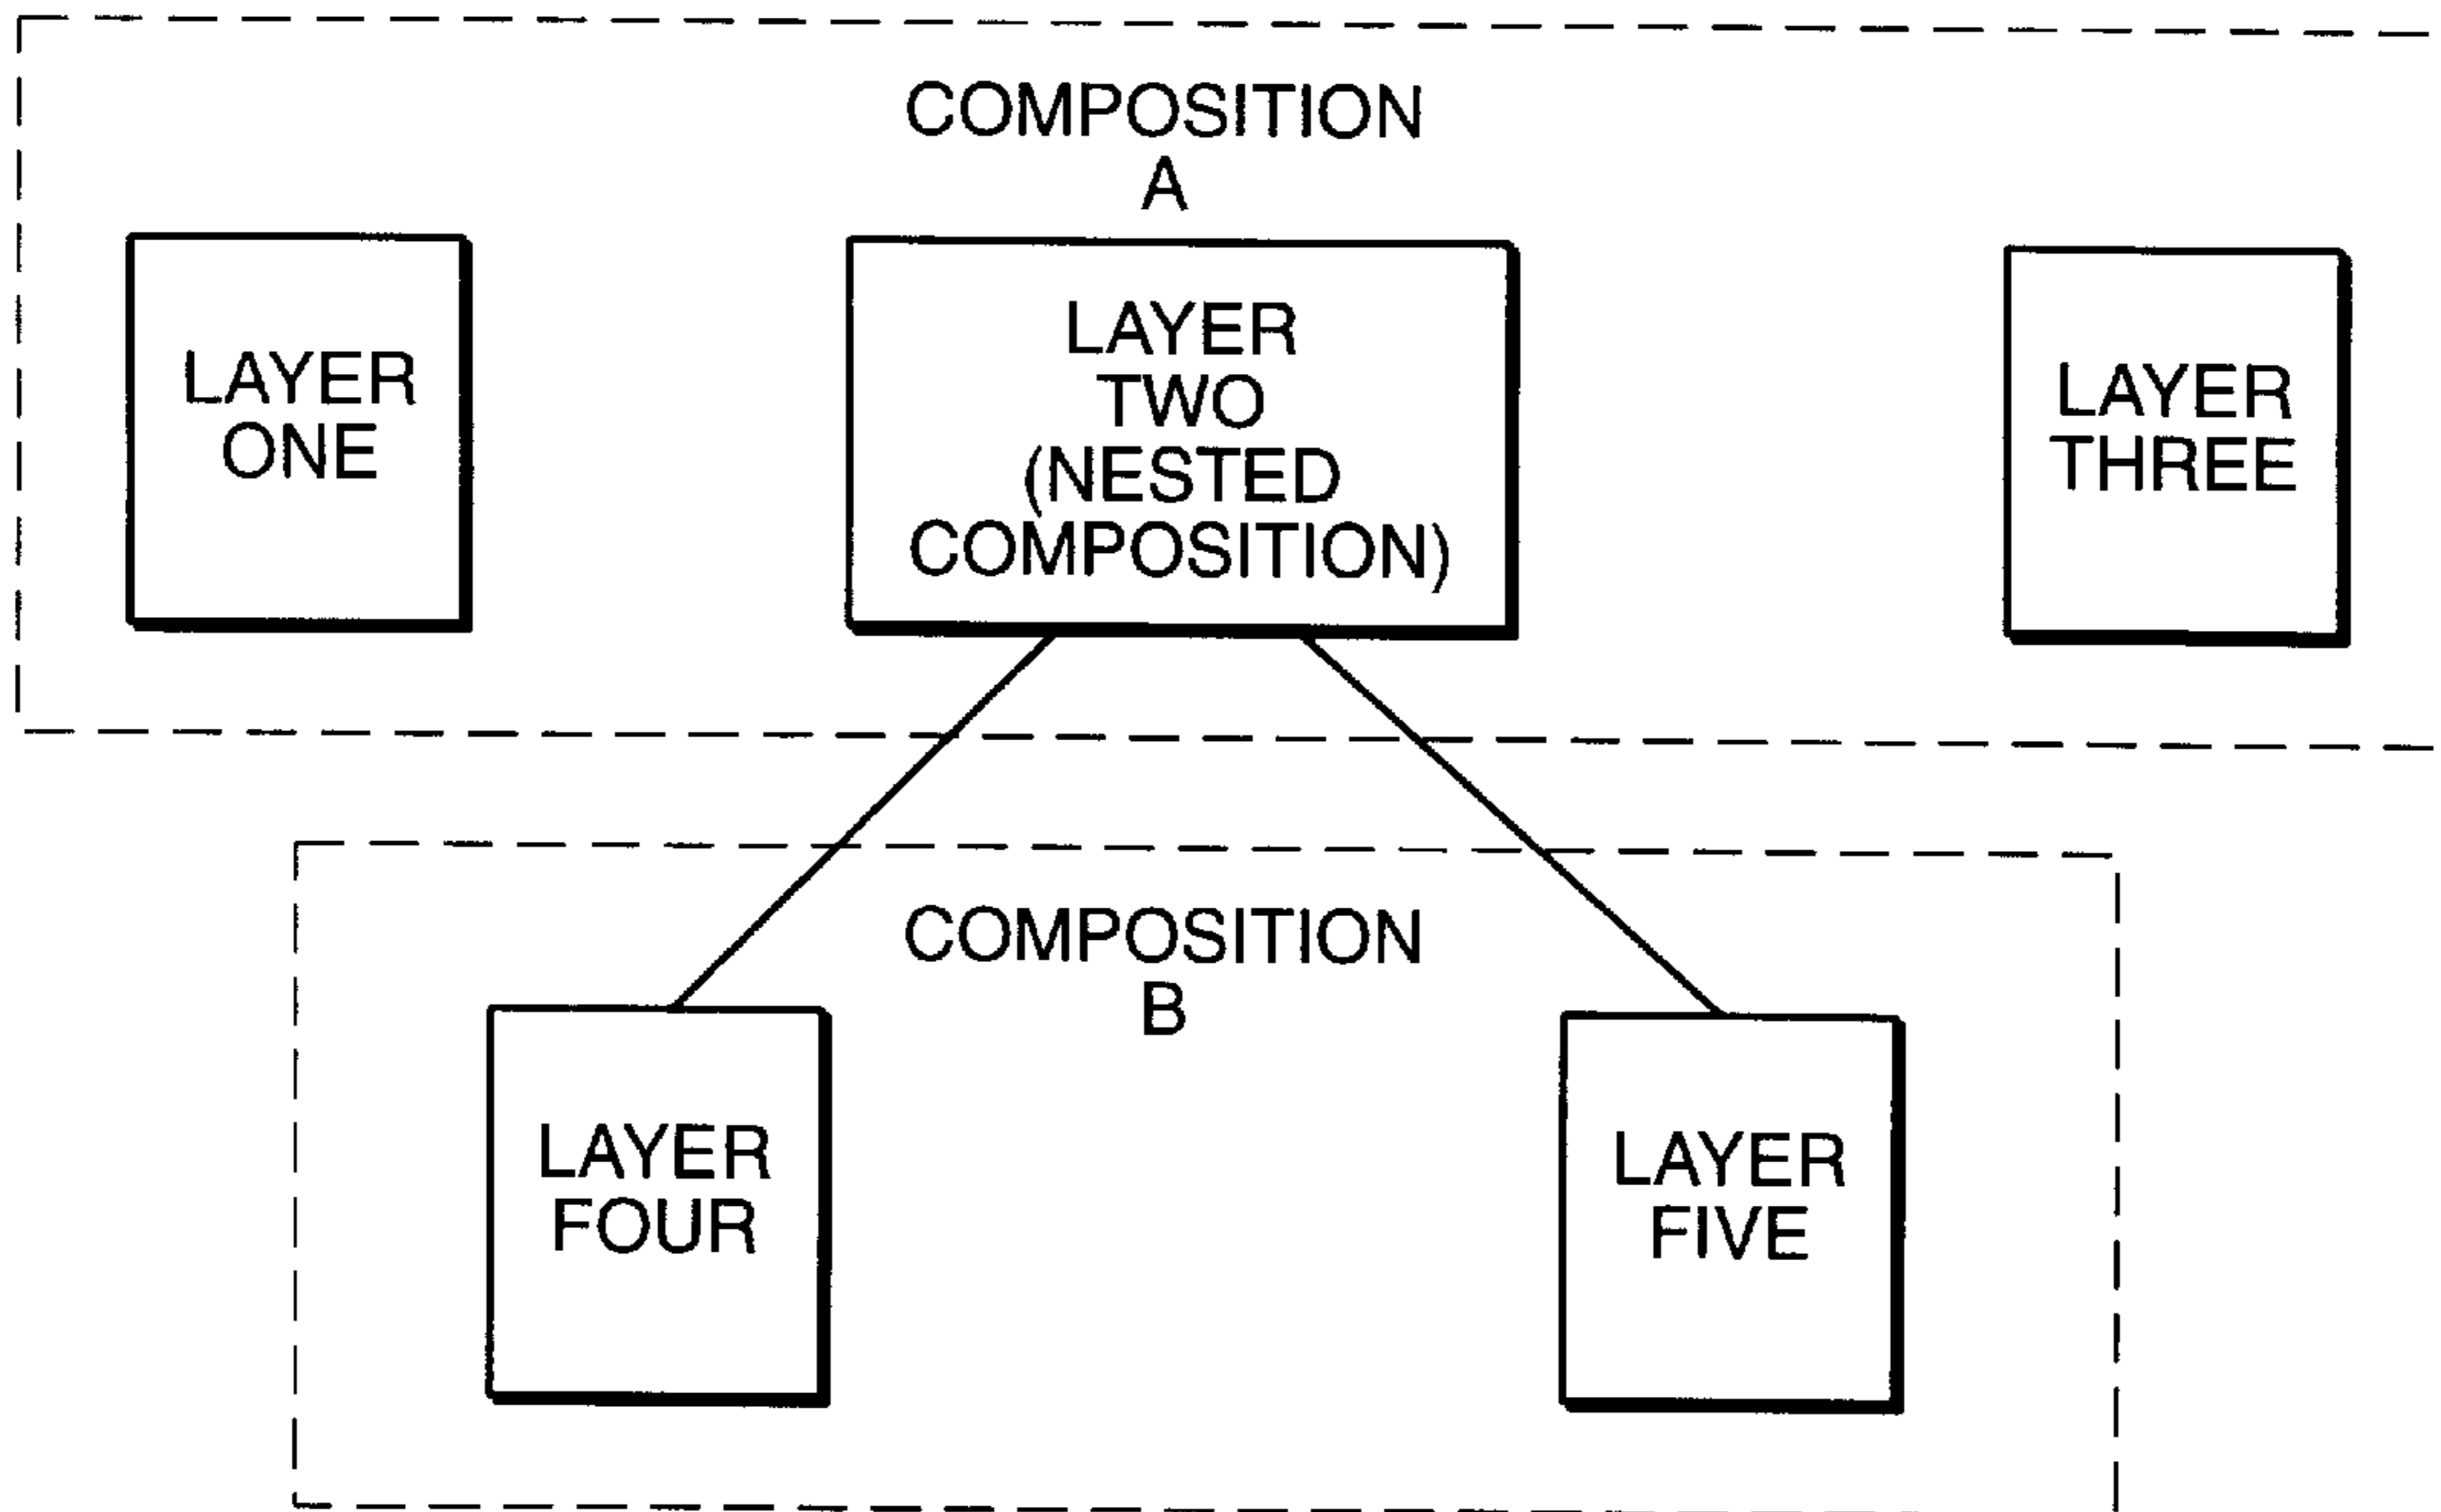 COMPOSITION
A
LAYER
ONE
LAYER
TWO
(NESTED
COMPOSITION)
LAYER
THREE
COMPOSITION
B
LAYER
FOUR
LAYER
FIVE